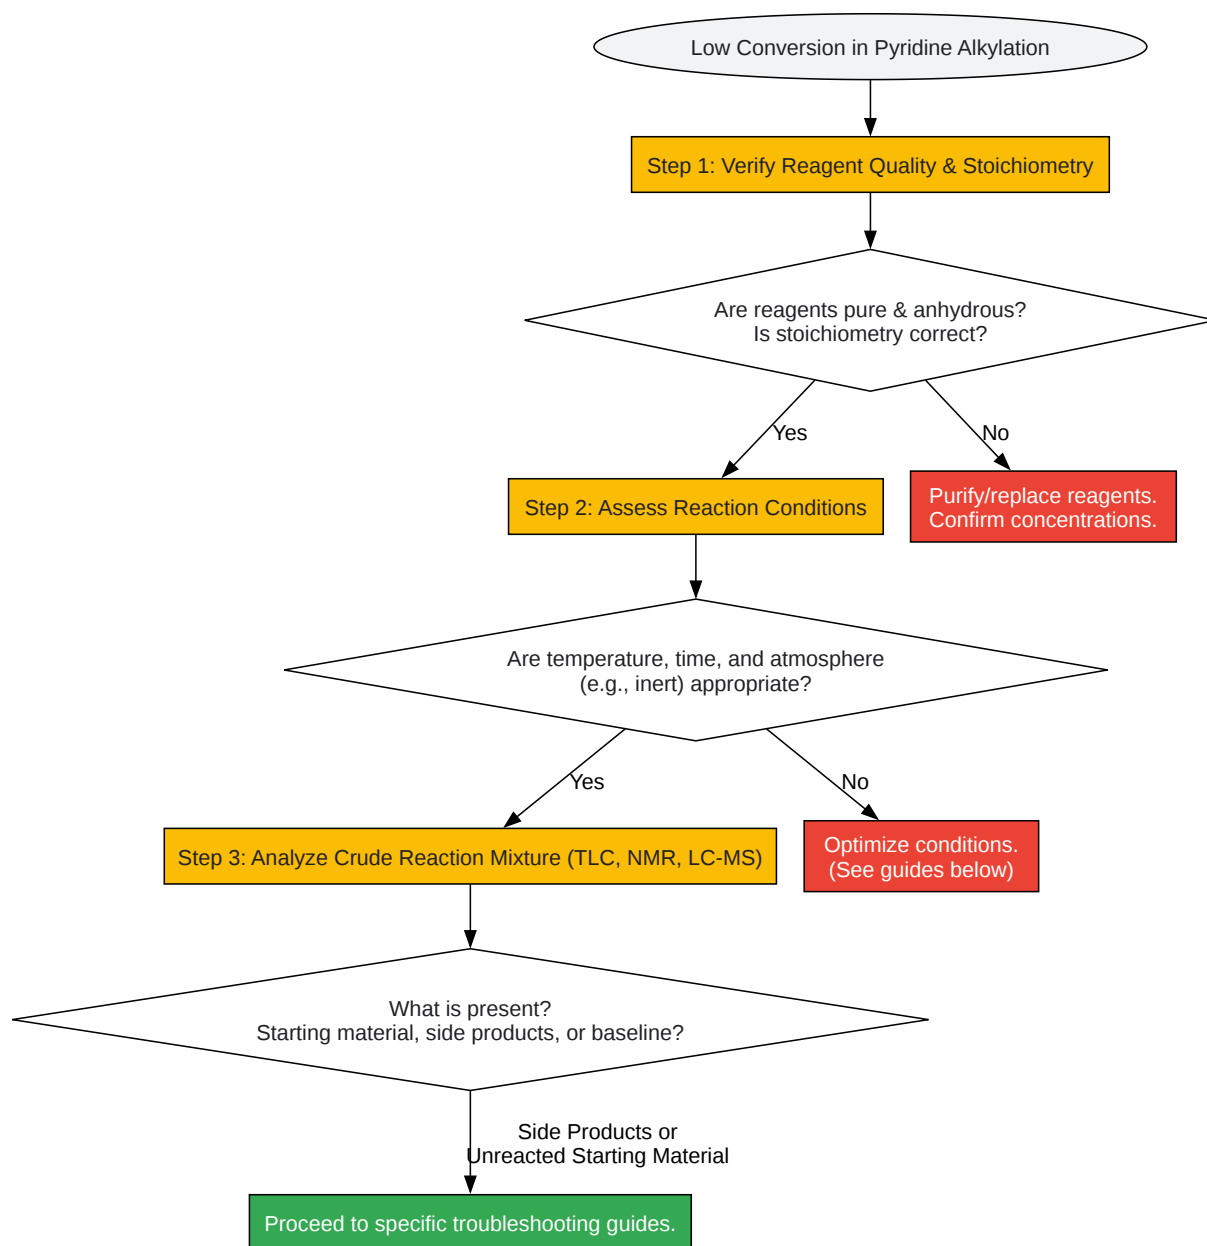 Low Conversion in Pyridine Alkylation
Step 1: Verify Reagent Quality & Stoichiometry
Are reagents pure & anhydrous?
Is stoichiometry correct?
Yes
No
Step 2: Assess Reaction Conditions
Purify/replace reagents.
Confirm concentrations.
Are temperature, time, and atmosphere
(e.g., inert) appropriate?
Yes
No
Step 3: Analyze Crude Reaction Mixture (TLC, NMR, LC-MS)
Optimize conditions.
(See guides below)
What is present?
Starting material, side products, or baseline?
Side Products or
Unreacted Starting Material
Proceed to specific troubleshooting guides.